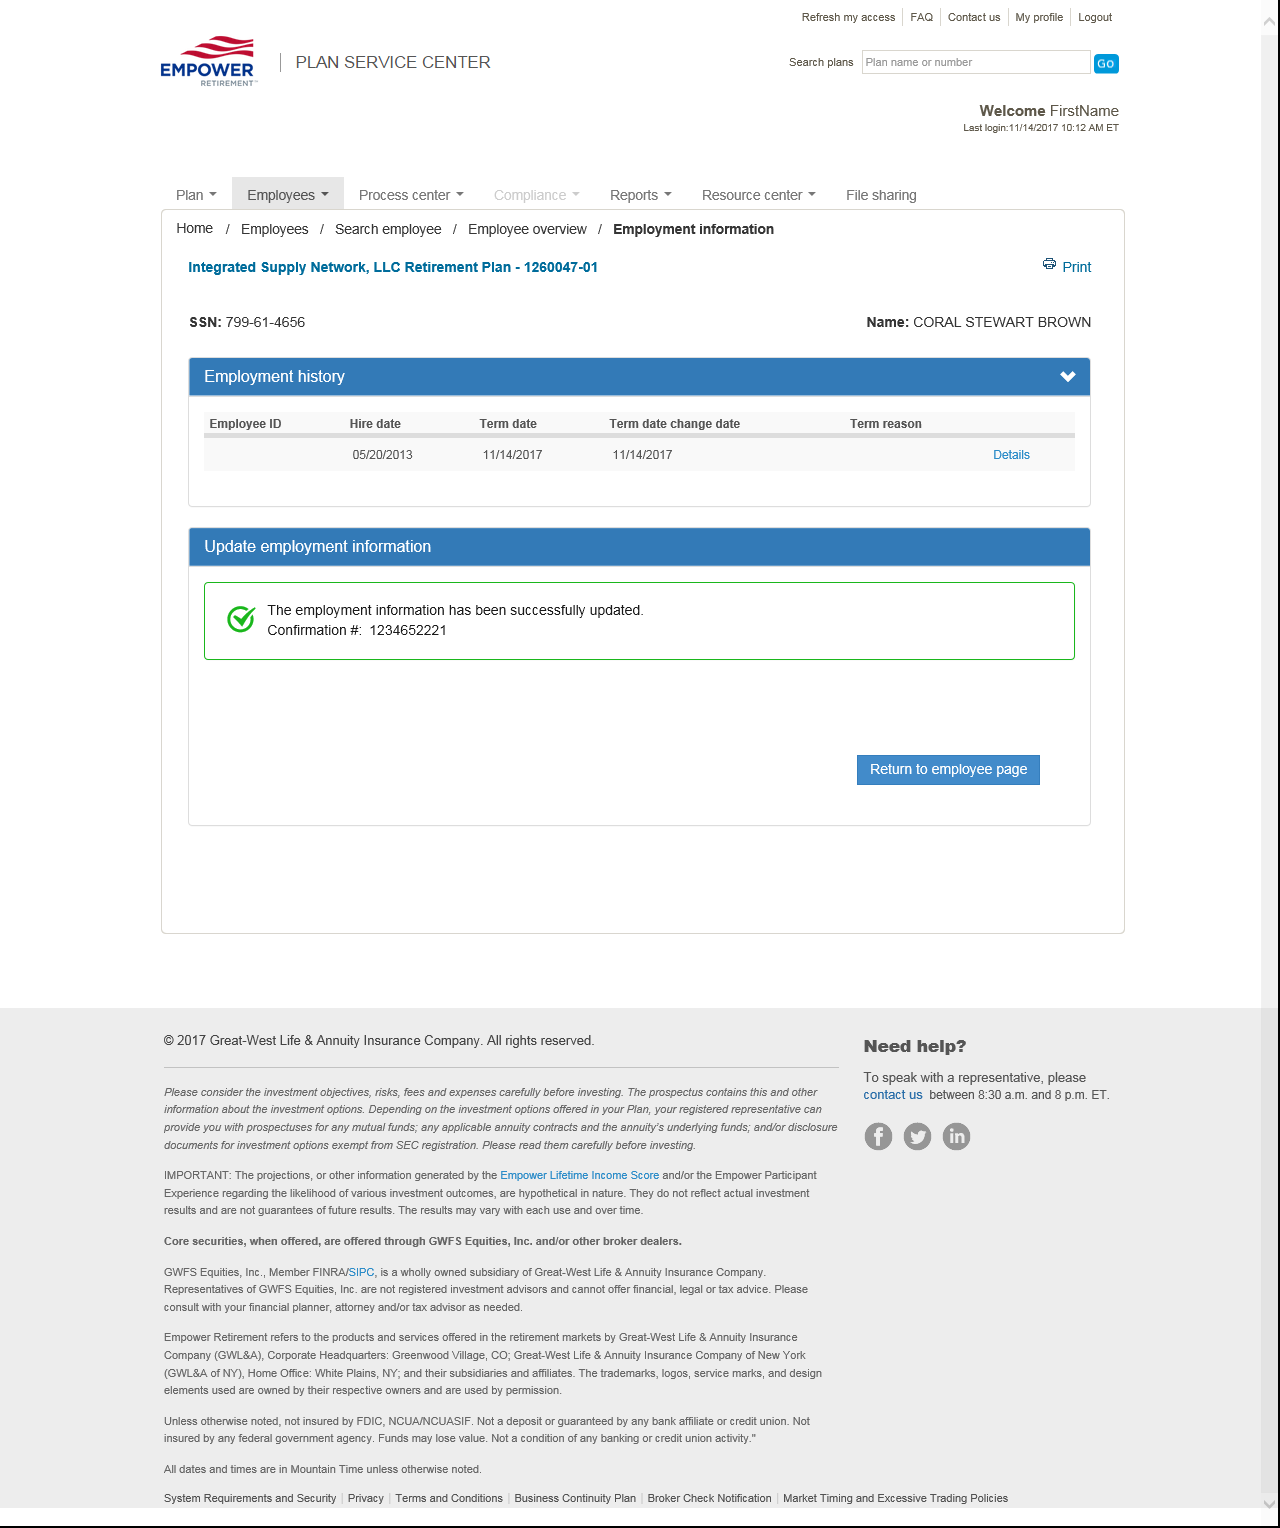 Refresh my access FAQ Contact us My profile Logout
EMPOWER
RETIREMENT™
PLAN SERVICE CENTER
Search plans Plan name or number GO
Welcome FirstName
Last login:11/14/2017 10:12 AM ET
Plan Employees Process center Compliance Reports Resource center File sharing
Home / Employees / Search employee / Employee overview / Employment information
Integrated Supply Network, LLC Retirement Plan - 1260047-01
Print
SSN: 799-61-4656
Name: CORAL STEWART BROWN
Employment history
Employee ID Hire date Term date Term date change date Term reason
05/20/2013 11/14/2017 11/14/2017 Details
Update employment information
The employment information has been successfully updated.
Confirmation #: 1234652221
Return to employee page
© 2017 Great-West Life & Annuity Insurance Company. All rights reserved.
Please consider the investment objectives, risks, fees and expenses carefully before investing. The prospectus contains this and other
information about the investment options. Depending on the investment options offered in your Plan, your registered representative can
provide you with prospectuses for any mutual funds; any applicable annuity contracts and the annuity's underlying funds; and/or disclosure
documents for investment options exempt from SEC registration. Please read them carefully before investing.
IMPORTANT: The projections, or other information generated by the Empower Lifetime Income Score and/or the Empower Participant
Experience regarding the likelihood of various investment outcomes, are hypothetical in nature. They do not reflect actual investment
results and are not guarantees of future results. The results may vary with each use and over time.
Core securities, when offered, are offered through GWFS Equities, Inc. and/or other broker dealers.
GWFS Equities, Inc., Member FINRA/SIPC, is a wholly owned subsidiary of Great-West Life & Annuity Insurance Company.
Representatives of GWFS Equities, Inc. are not registered investment advisors and cannot offer financial, legal or tax advice. Please
consult with your financial planner, attorney and/or tax advisor as needed.
Empower Retirement refers to the products and services offered in the retirement markets by Great-West Life & Annuity Insurance
Company (GWL&A), Corporate Headquarters: Greenwood Village, CO; Great-West Life & Annuity Insurance Company of New York
(GWL&A of NY), Home Office: White Plains, NY; and their subsidiaries and affiliates. The trademarks, logos, service marks, and design
elements used are owned by their respective owners and are used by permission.
Unless otherwise noted, not insured by FDIC, NCUA/NCUASIF. Not a deposit or guaranteed by any bank affiliate or credit union. Not
insured by any federal government agency. Funds may lose value. Not a condition of any banking or credit union activity."
All dates and times are in Mountain Time unless otherwise noted.
System Requirements and Security | Privacy | Terms and Conditions | Business Continuity Plan | Broker Check Notification | Market Timing and Excessive Trading Policies
Need help?
To speak with a representative, please
contact us between 8:30 a.m. and 8 p.m. ET.